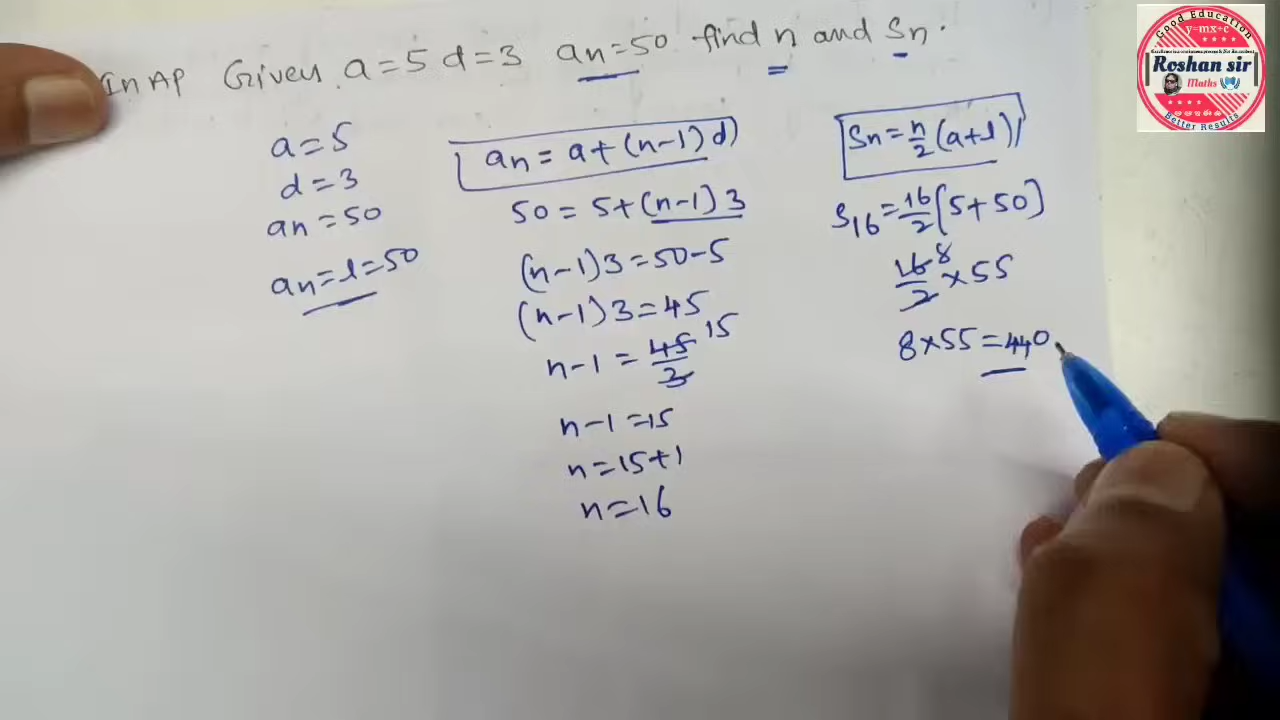 In AP Given a=5 d=3 an=50 find n and Sn.
a=5
d=3
an=50
an=l=50
an=a+(n-1)d
50=5+(n-1)3
(n-1)3=50-5
(n-1)3=45
n-1=45/3 15
n-1=15
n=15+1
n=16
Sn=n/2(a+l)
S16=16/2[5+50]
16/2 8 ×55
8×55=440
Good Education
y=mx+c
Roshan sir
Maths
Better Results